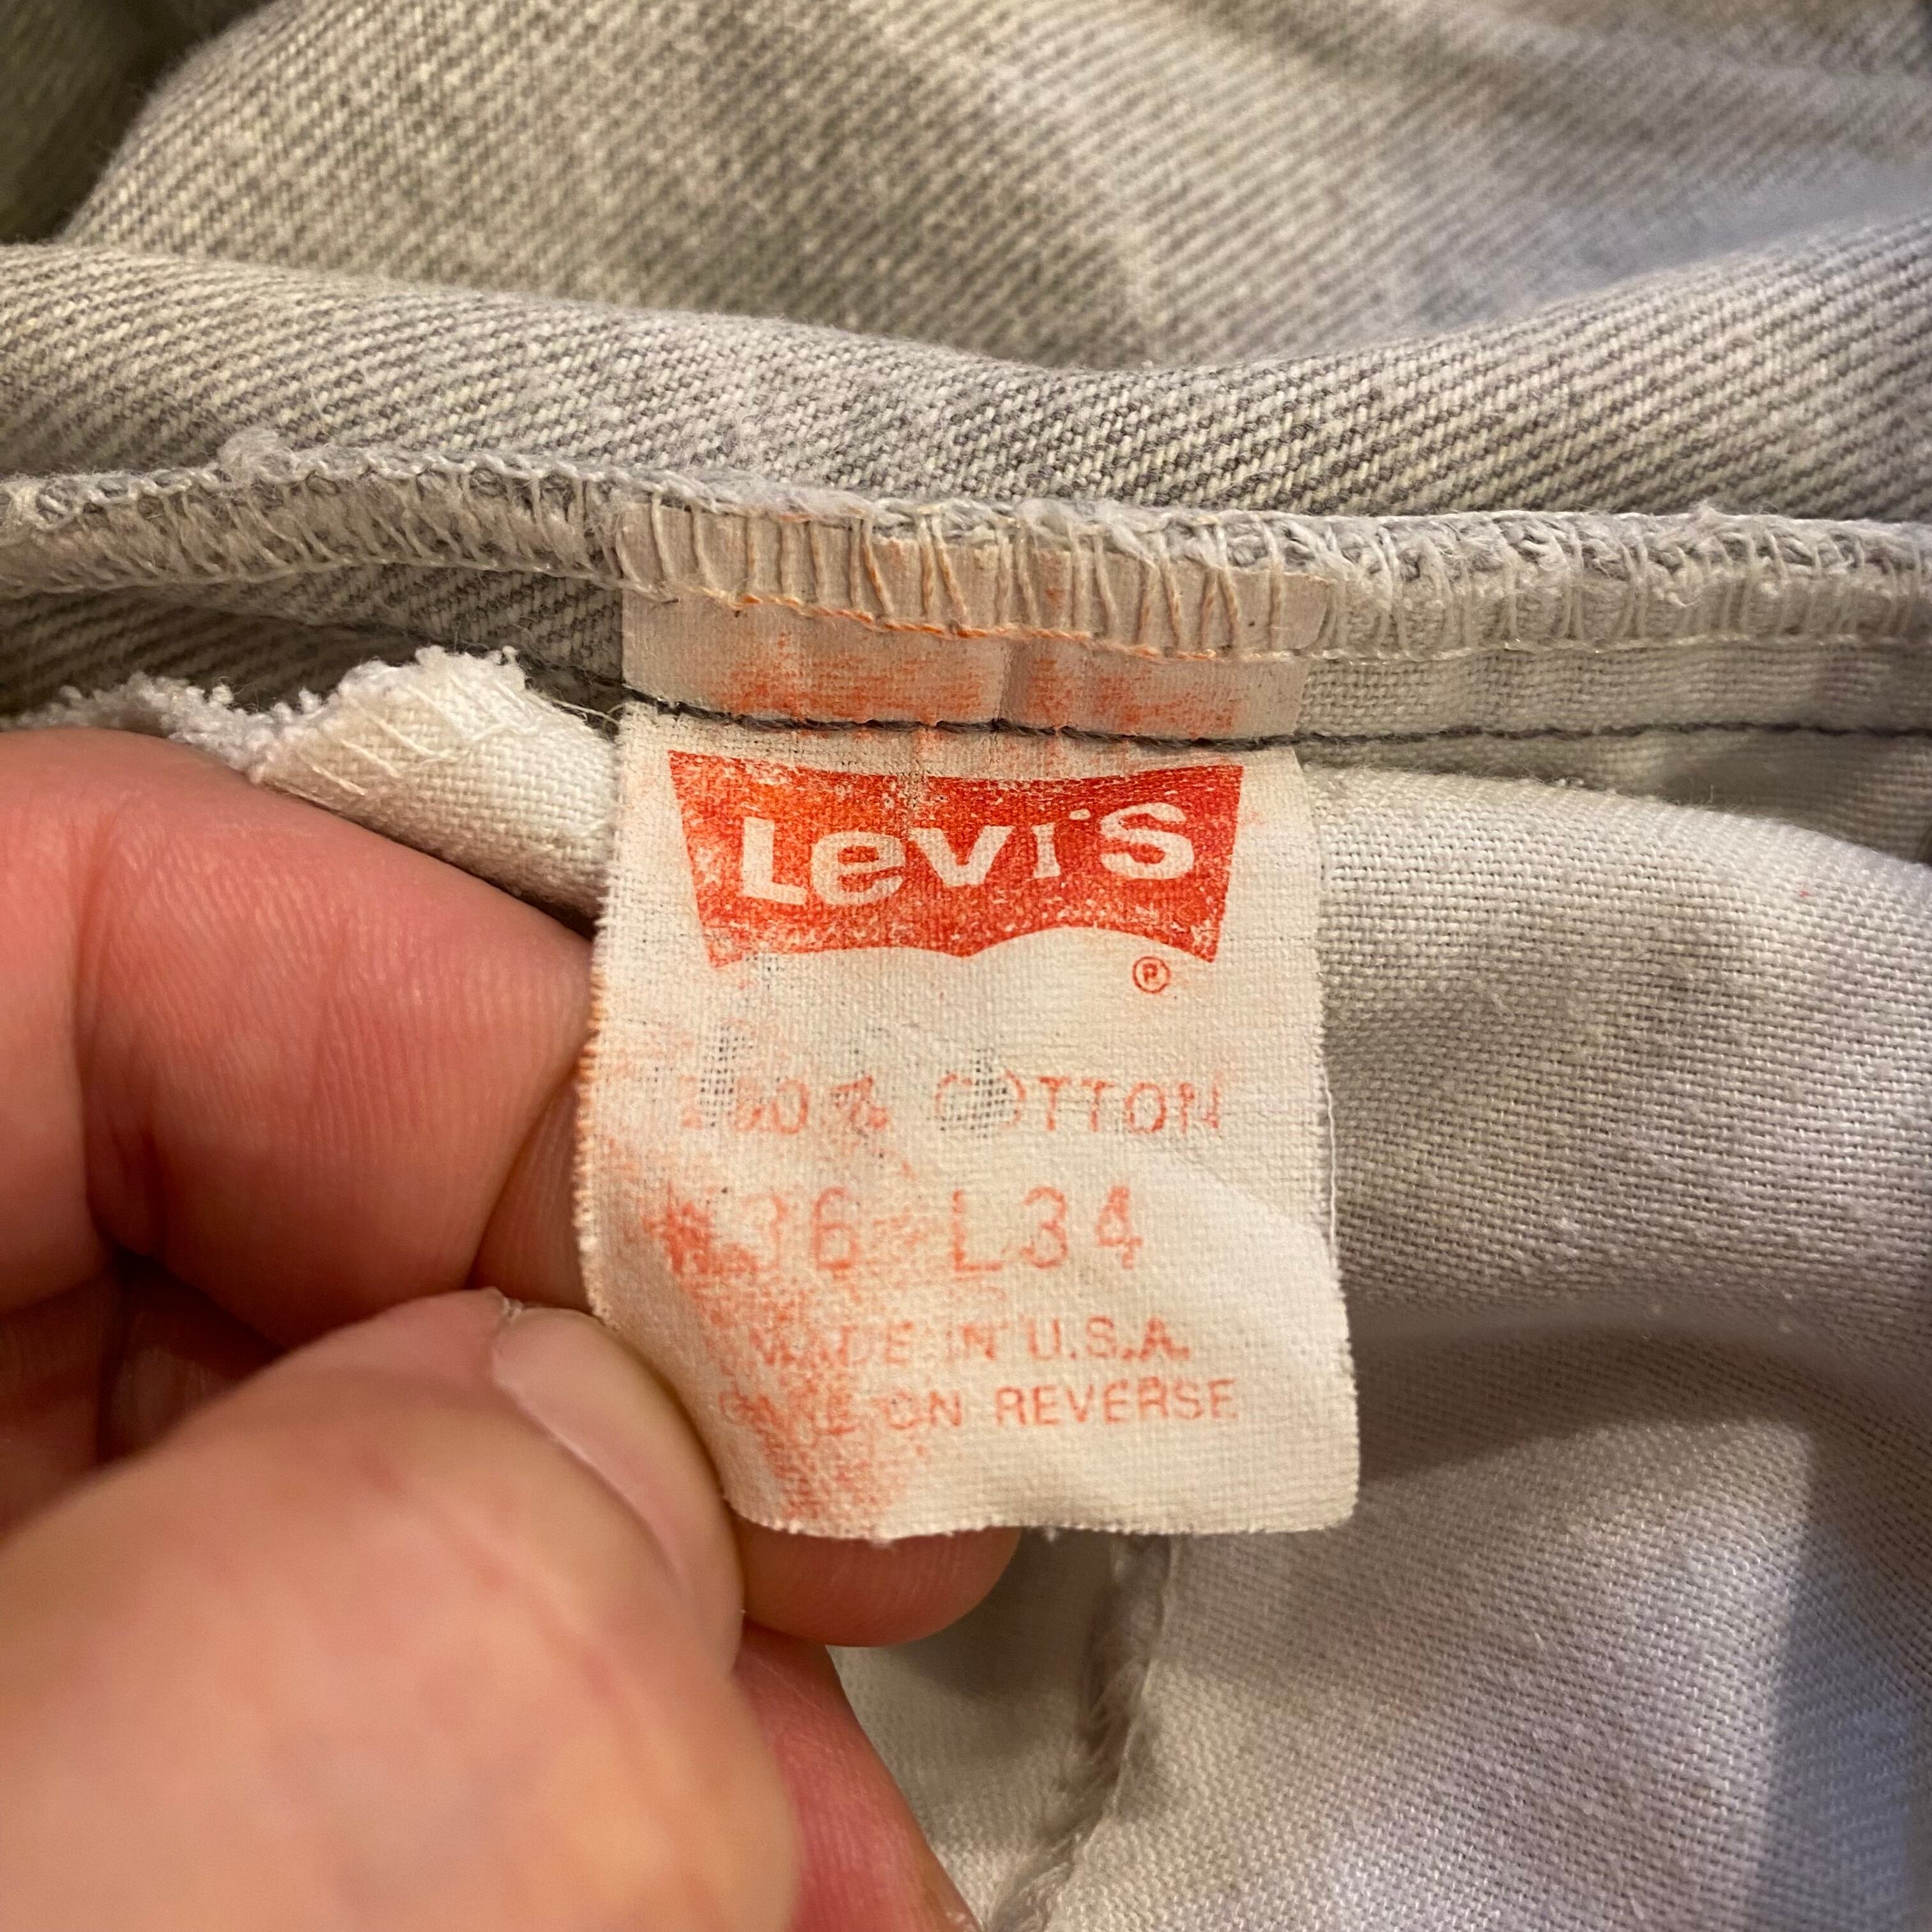 Levi's
®
100% COTTON
W36 L34
MADE IN U.S.A.
CARE ON REVERSE